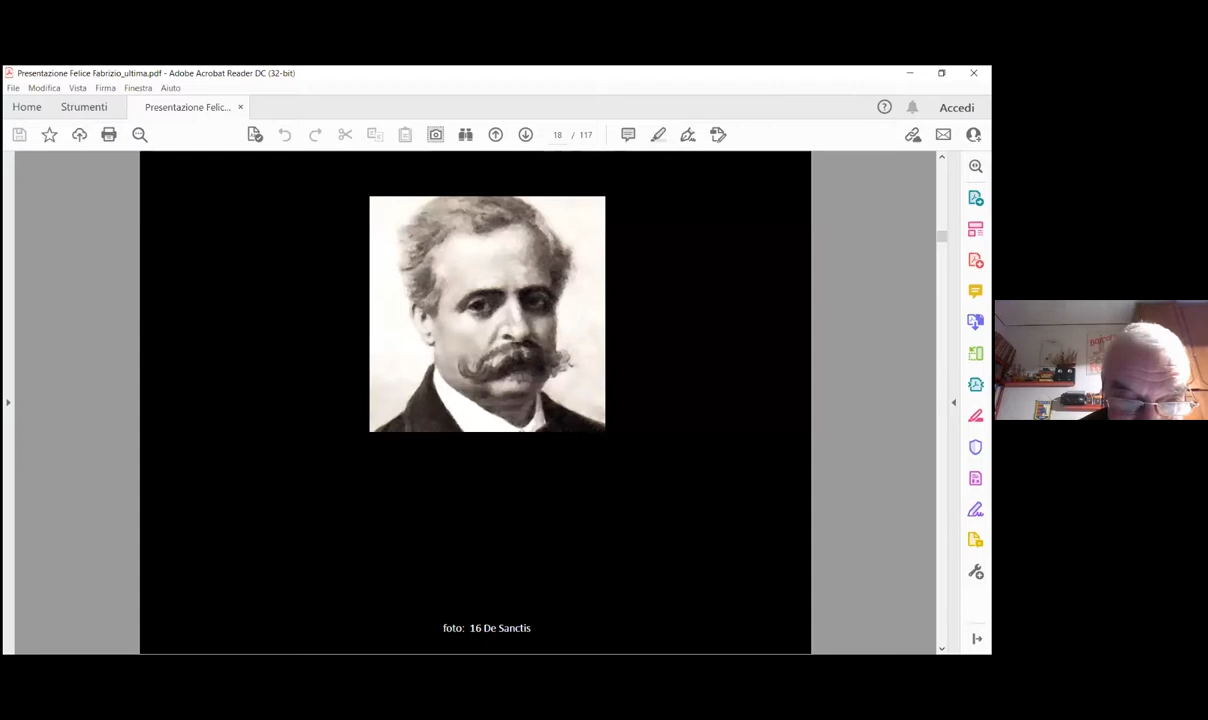 Presentazione Felice Fabrizio_ultima.pdf - Adobe Acrobat Reader DC (32-bit)
File Modifica Vista Firma Finestra Aiuto
Home Strumenti Presentazione Felic... × Accedi
18 / 117
foto: 16 De Sanctis